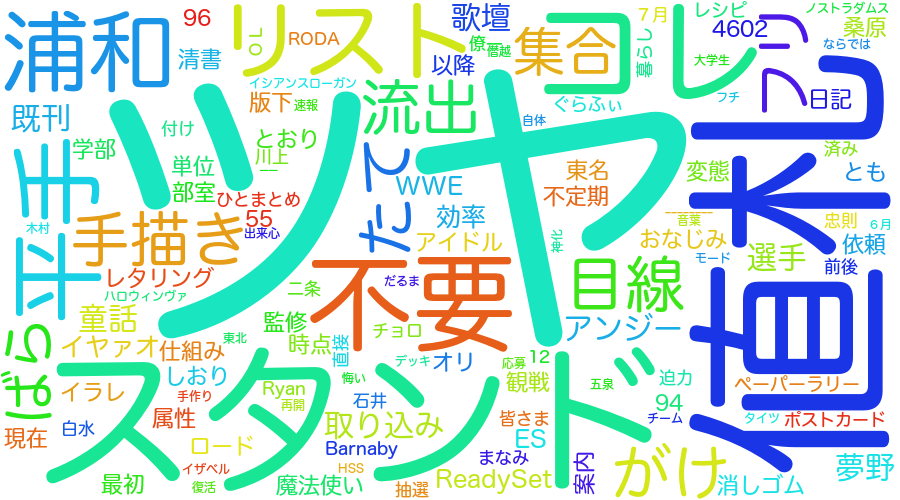 浦和
96
清書
リスト
ＯＬ
RODA
歌壇
僚一
僭越
以降
集合
コレ
７月
暮らし
レシピ
4602
大学生
ノストラダムス
桑原
ならでは
アツ
フチ
日記
既刊
ツヤ
イシアンスローガン
版下
速報
流出
ぐらふぃ
自体
値札
平手
学部
付け
とおり
川上
一
単位
部室
たて
WWE
東名
不定期
変態
済み
とも
木村
手描き
ひとまとめ
55
出来心
効率
アイドル
神化
おなじみ
________
音葉
選手
忠則
６月
依頼
レタリング
ハロウィンヴァ
不要
だるま
目線
モード
前後
童話
二条
監修
東北
時点
直接
チョロ
アンジー
イヤァオ
仕組み
ばら
スタンド
デッキ
オリ
応募
12
観戦
五泉
迫力
ペーパーラリー
イラレ
しおり
手作り
Ryan
再開
悔い
石井
94
チーム
タイツ
ポストカード
現在
白水
属性
取り込み
皆さま
ES
ロード
Barnaby
まなみ
案内
がけ
夢野
最初
イザベル
復活
魔法使い
HSS
抽選
ReadySet
消しゴム